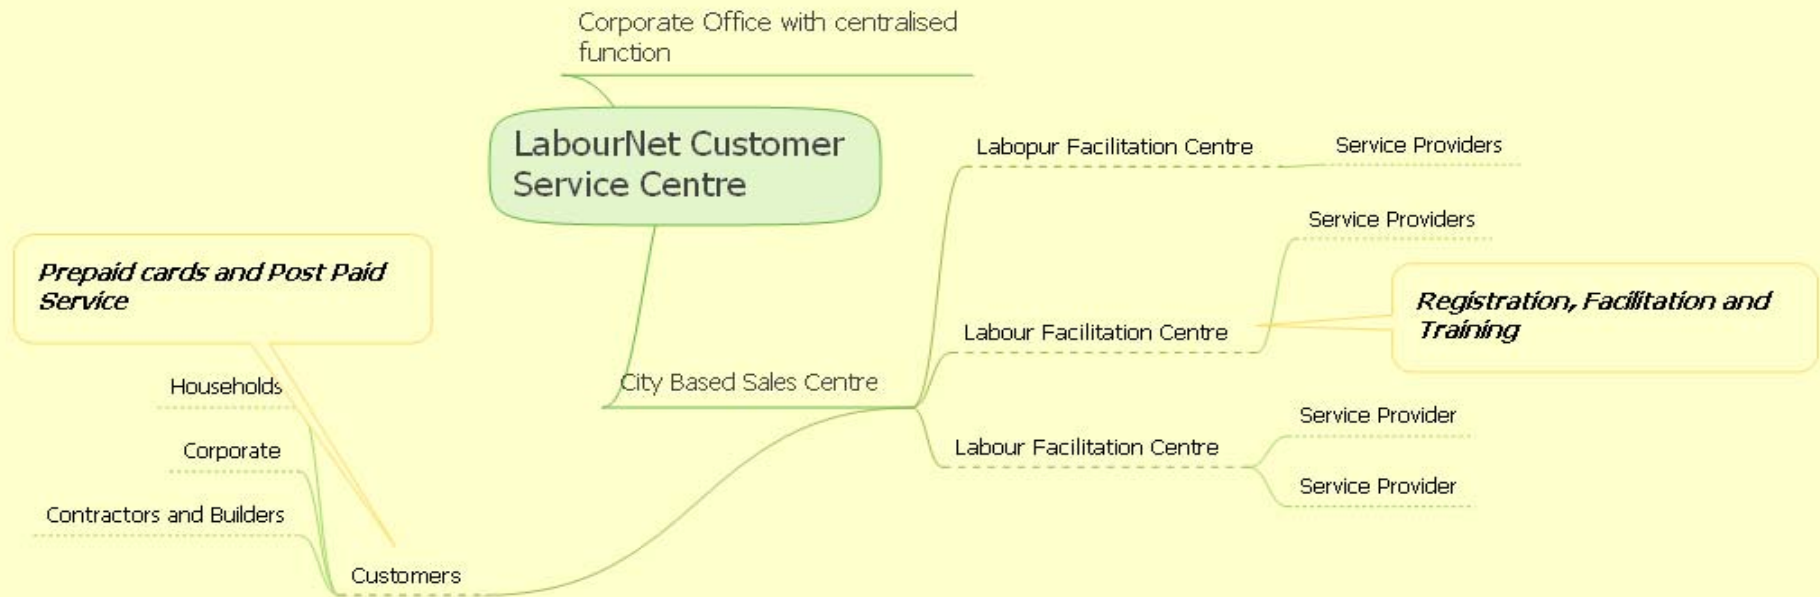 Corporate Office with centralised
function
LabourNet Customer
Service Centre
Labopur Facilitation Centre
Service Providers
Service Providers
Prepaid cards and Post Paid
Service
Registration, Facilitation and
Training
Labour Facilitation Centre
City Based Sales Centre
Households
Service Provider
Corporate
Labour Facilitation Centre
Service Provider
Contractors and Builders
Customers